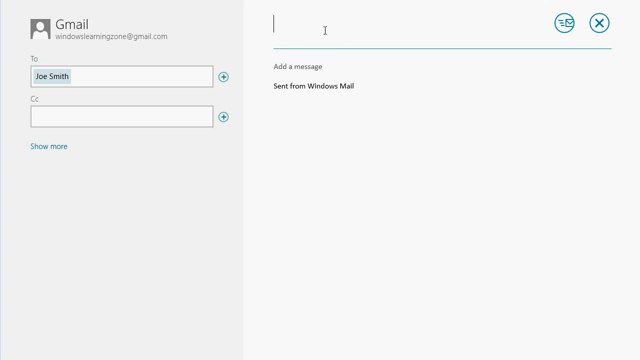 Gmail
windowslearningzone@gmail.com
To
Joe Smith
Cc
Show more
Add a message
Sent from Windows Mail